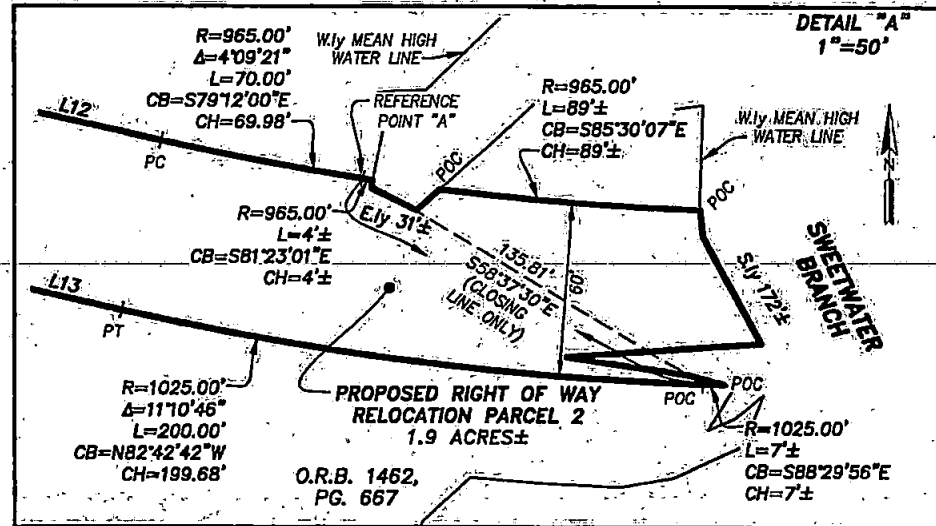 DETAIL "A"
1"=50'
R=965.00'
Δ=4°09'21"
L=70.00'
CB=S79°12'00"E
CH=69.98'
W.ly MEAN HIGH
WATER LINE
REFERENCE
POINT "A"
R=965.00'
L=89'±
CB=S85°30'07"E
CH=89'±
W.ly MEAN HIGH
WATER LINE
L12
PC
POC
POC
N
E.ly 31'±
R=965.00'
L=4'±
CB=S81°23'01"E
CH=4'±
135.81'
S58°37'30"E
(CLOSING
LINE ONLY)
60'
S.ly 172'±
SWEETWATER
BRANCH
L13
PT
PROPOSED RIGHT OF WAY
RELOCATION PARCEL 2
1.9 ACRES±
POC
POC
R=1025.00'
Δ=11°10'46"
L=200.00'
CB=N82°42'42"W
CH=199.68'
R=1025.00'
L=7'±
CB=S88°29'56"E
CH=7'±
O.R.B. 1462,
PG. 667